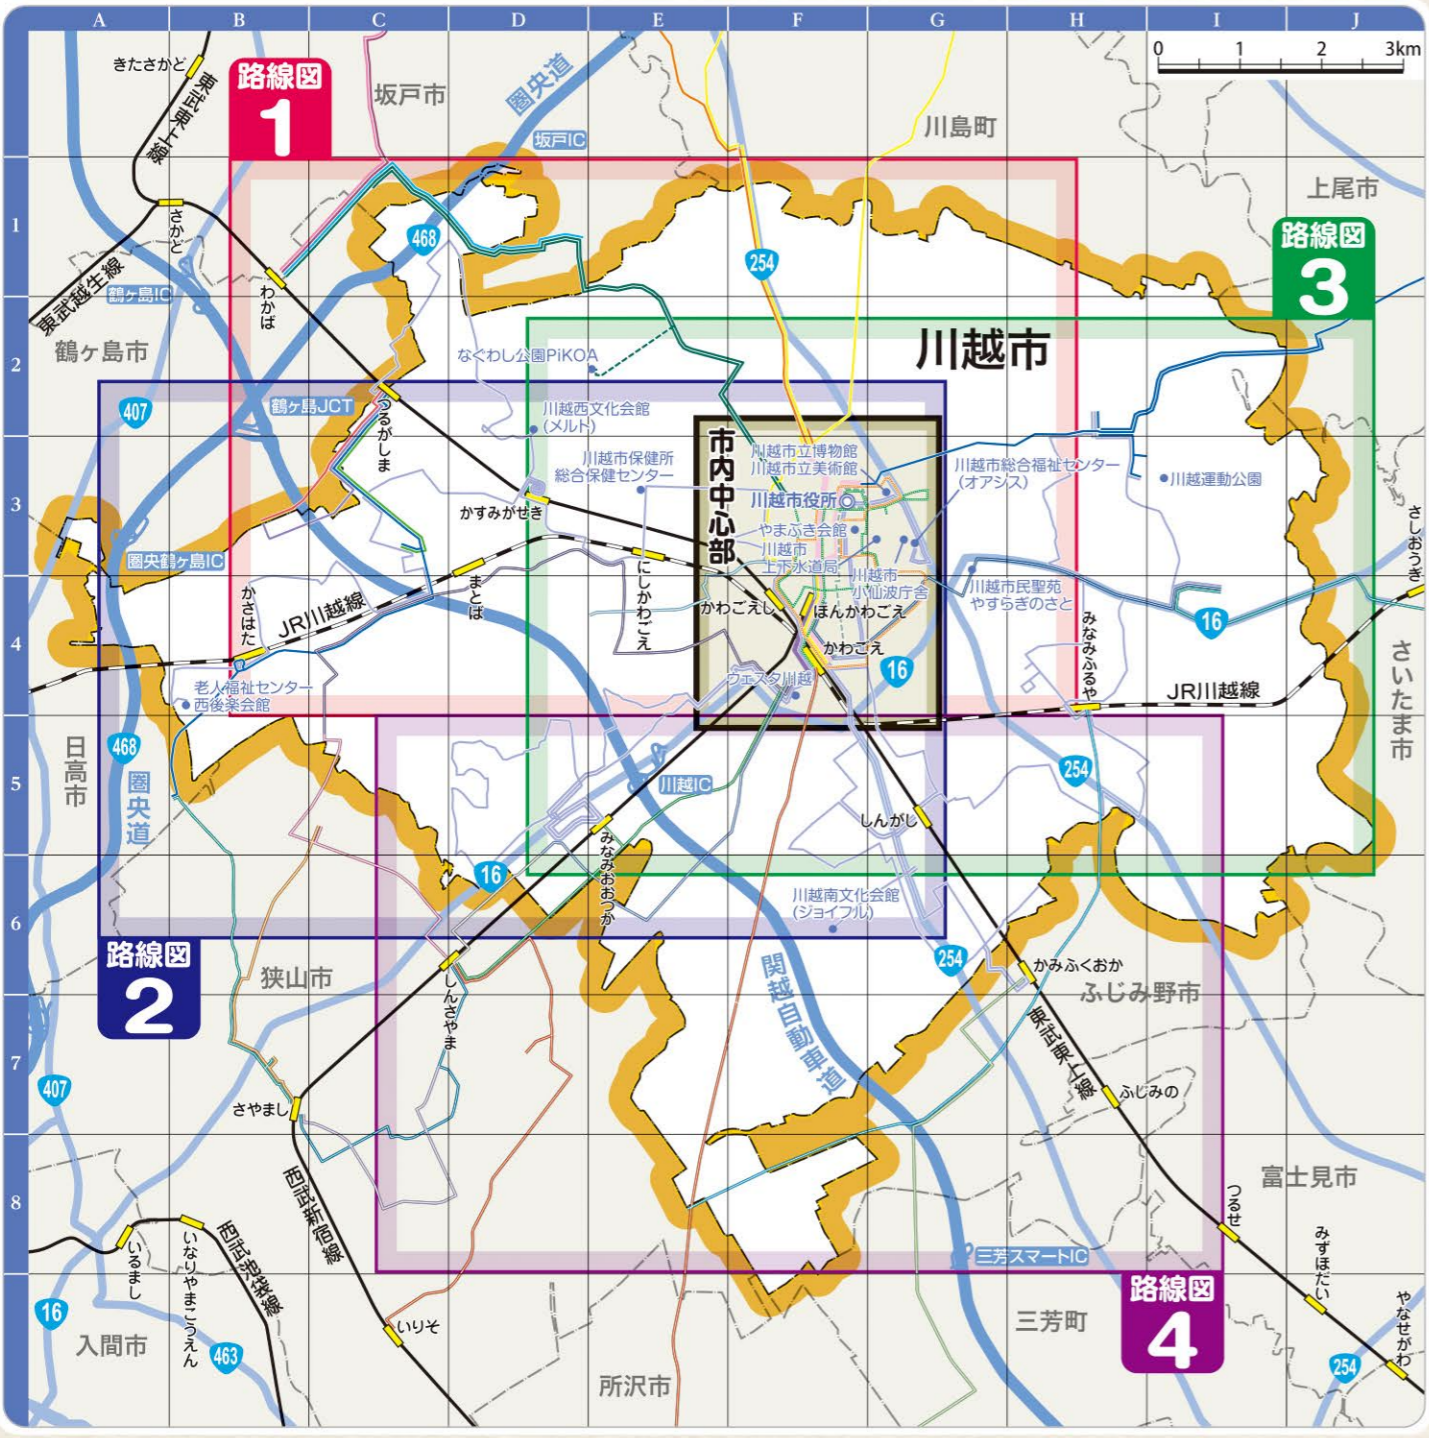 A B C D E F G H I J
0 1 2 3km
1
2
3
4
5
6
7
8
きたさかど
東武東上線
路線図
1
坂戸市
圏央道
坂戸IC
川島町
上尾市
さかど
東武越生線
鶴ヶ島IC
わかば
468
254
路線図
3
鶴ヶ島市
407
鶴ヶ島JCT
つるがしま
なぐわし公園PiKOA
川越市
川越西文化会館
(メルト)
川越市保健所
総合保健センター
かすみがせき
市内中心部
川越市立博物館
川越市立美術館
川越市役所
やまぶき会館
川越市
上下水道局
川越市
小仙波庁舎
川越市総合福祉センター
(オアシス)
川越運動公園
さしおうぎ
圏央鶴ヶ島IC
かさはた
JR川越線
まとば
にしかわごえ
かわごえし
ほんかわごえ
かわごえ
川越市民聖苑
やすらぎのさと
16
みなみふるや
16
JR川越線
さいたま市
ウェスタ川越
老人福祉センター
西後楽会館
日高市
468
圏央道
川越IC
254
しんがし
みなみおおつか
16
川越南文化会館
(ジョイフル)
254
路線図
2
狭山市
しんさやま
関越自動車道
かみふくおか
ふじみ野市
東武東上線
ふじみの
407
さやまし
西武新宿線
富士見市
つるせ
みずほだい
やなせがわ
いるまし
いなりやまこうえん
西武池袋線
三芳スマートIC
路線図
4
三芳町
16
入間市
463
いりそ
所沢市
254